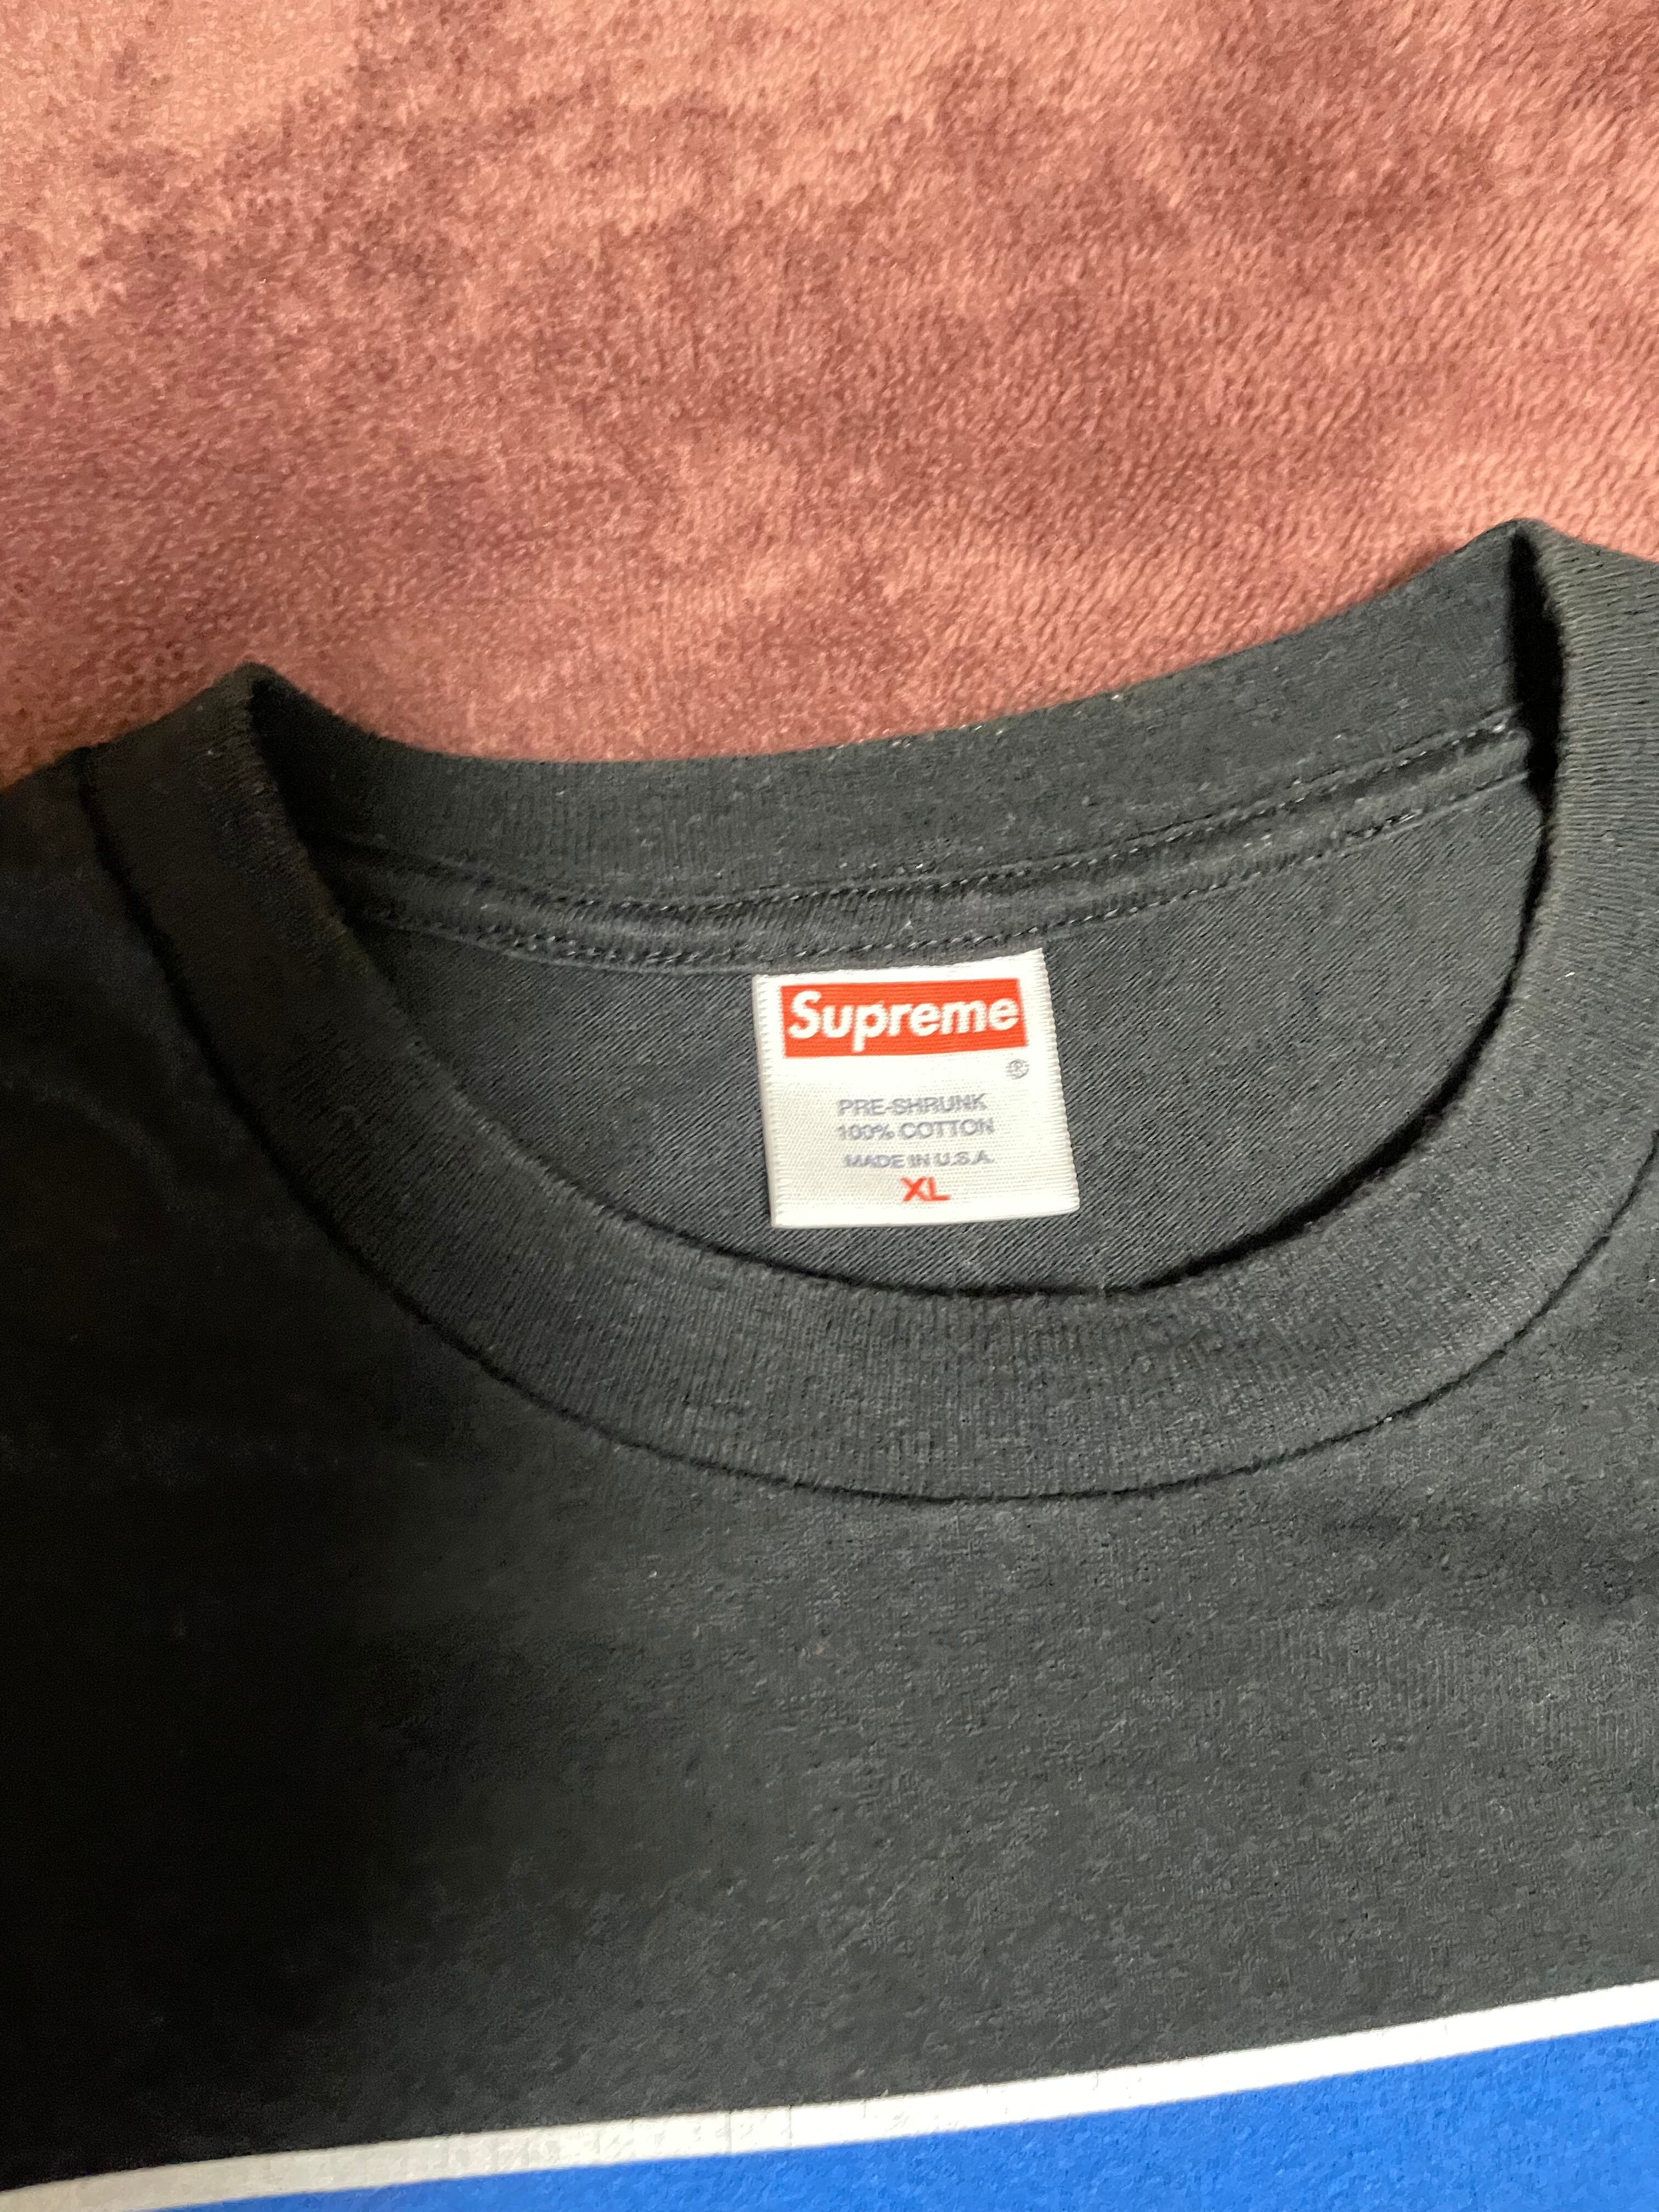 Supreme
®
PRE-SHRUNK
100% COTTON
MADE IN U.S.A.
XL